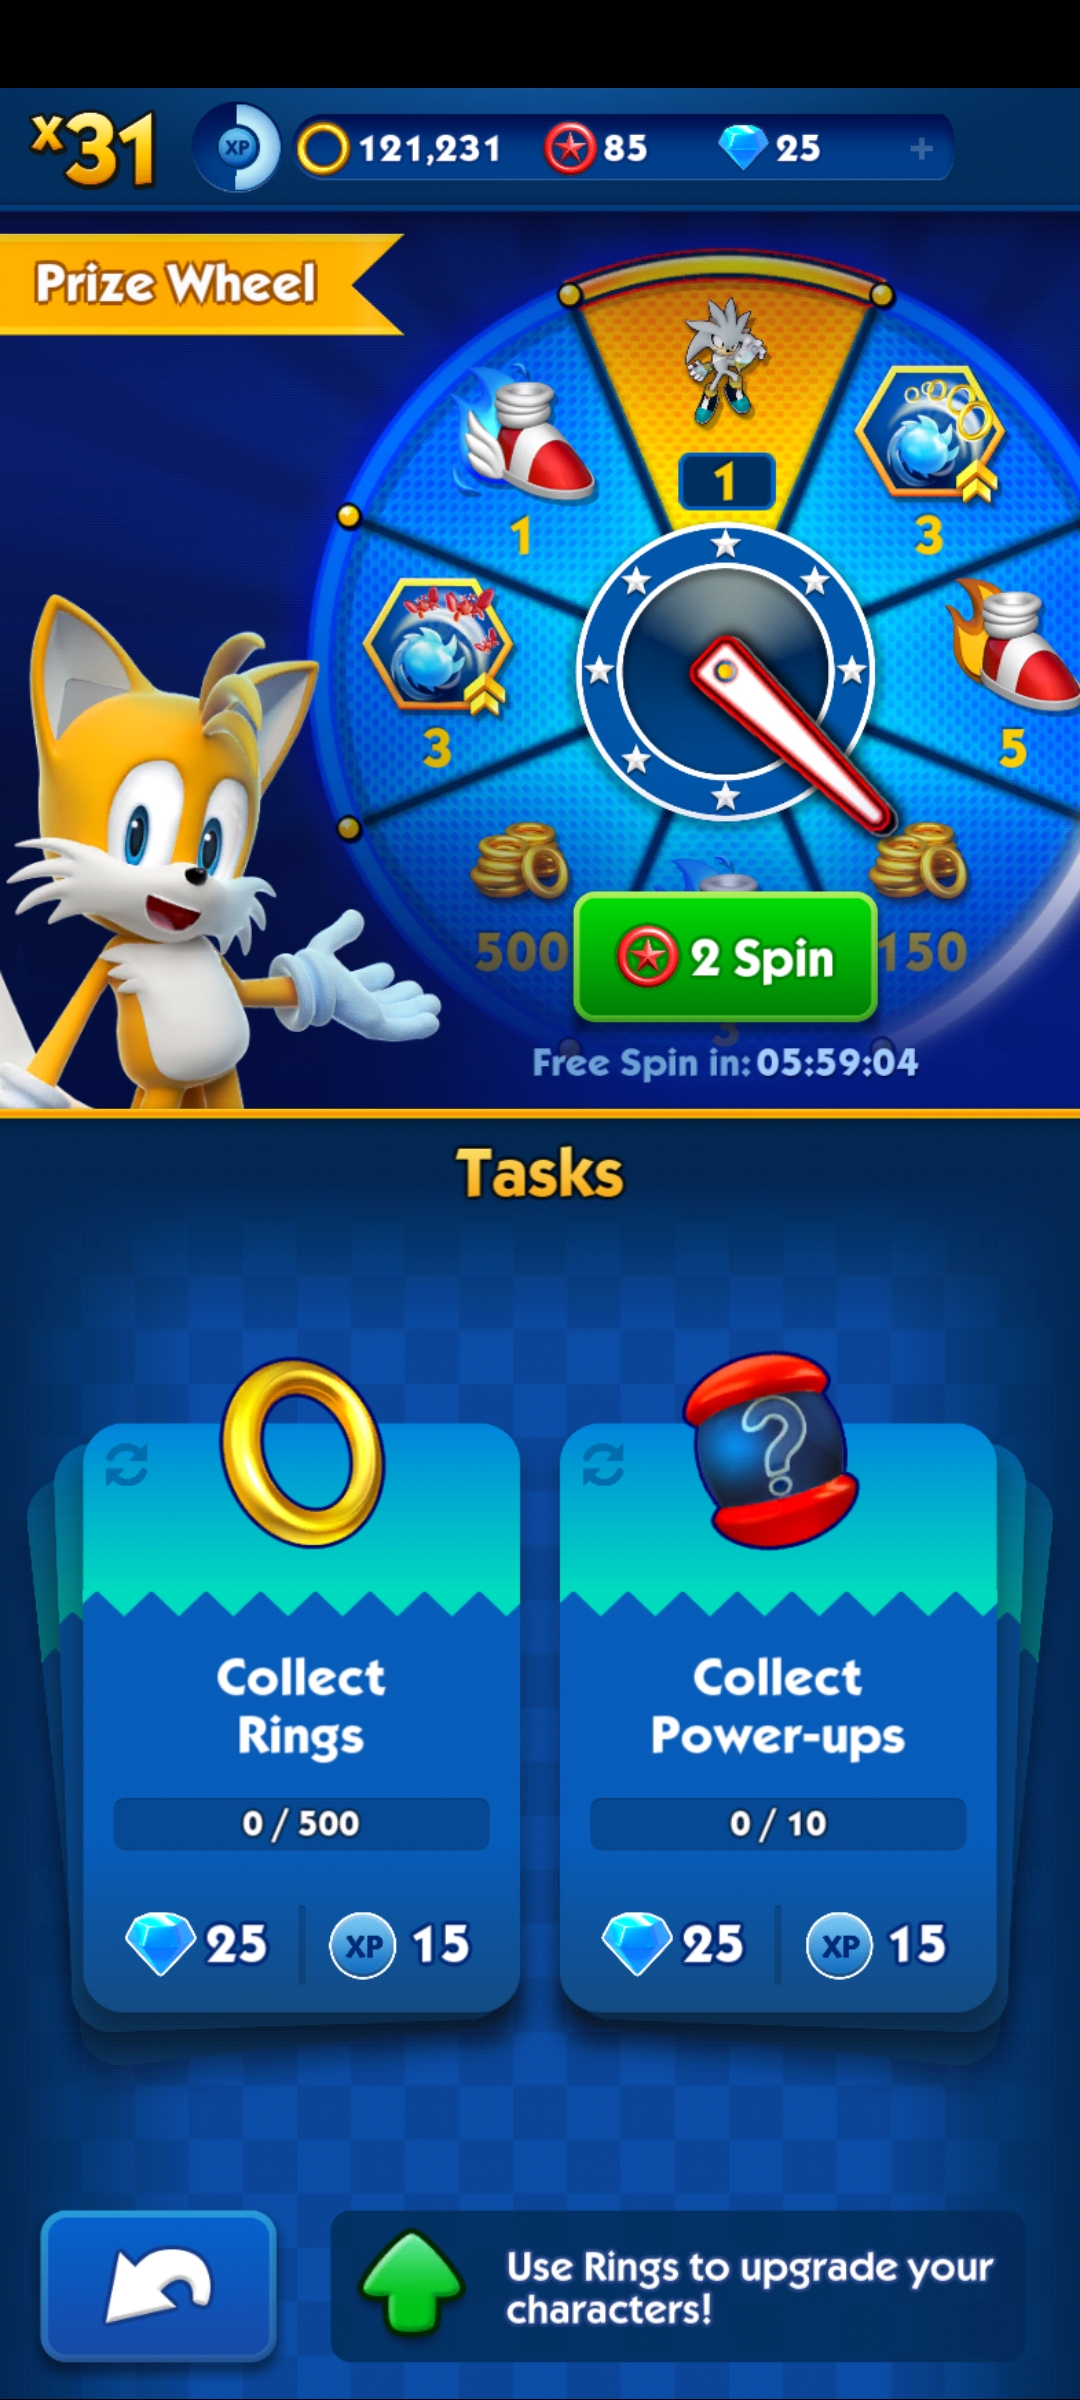 x31
XP
121,231
85
25
+
Prize Wheel
1
1
3
3
5
500
2 Spin
150
3
Free Spin in: 05:59:04
Tasks
?
Collect
Rings
0 / 500
25
XP
15
Collect
Power-ups
0 / 10
25
XP
15
Use Rings to upgrade your
characters!